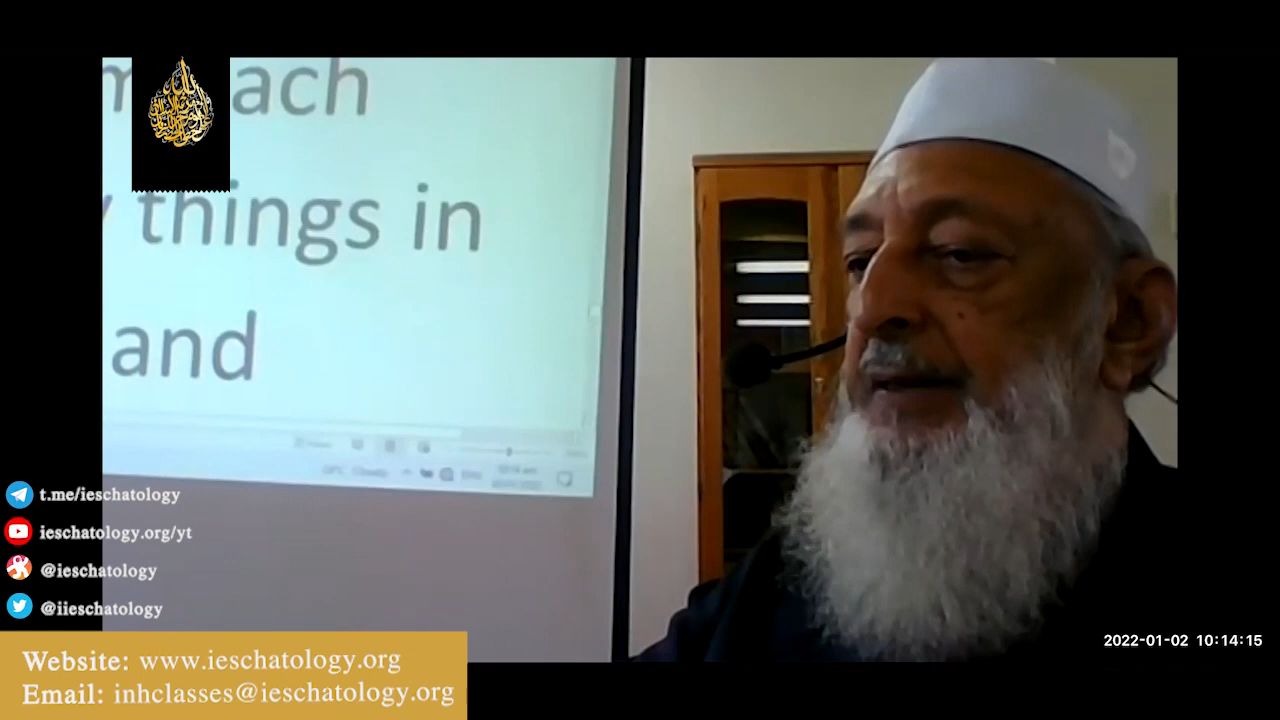 ach
things in
and
t.me/ieschatology
ieschatology.org/yt
@ieschatology
@iieschatology
Website: www.ieschatology.org
Email: inhclasses@ieschatology.org
2022-01-02 10:14:15